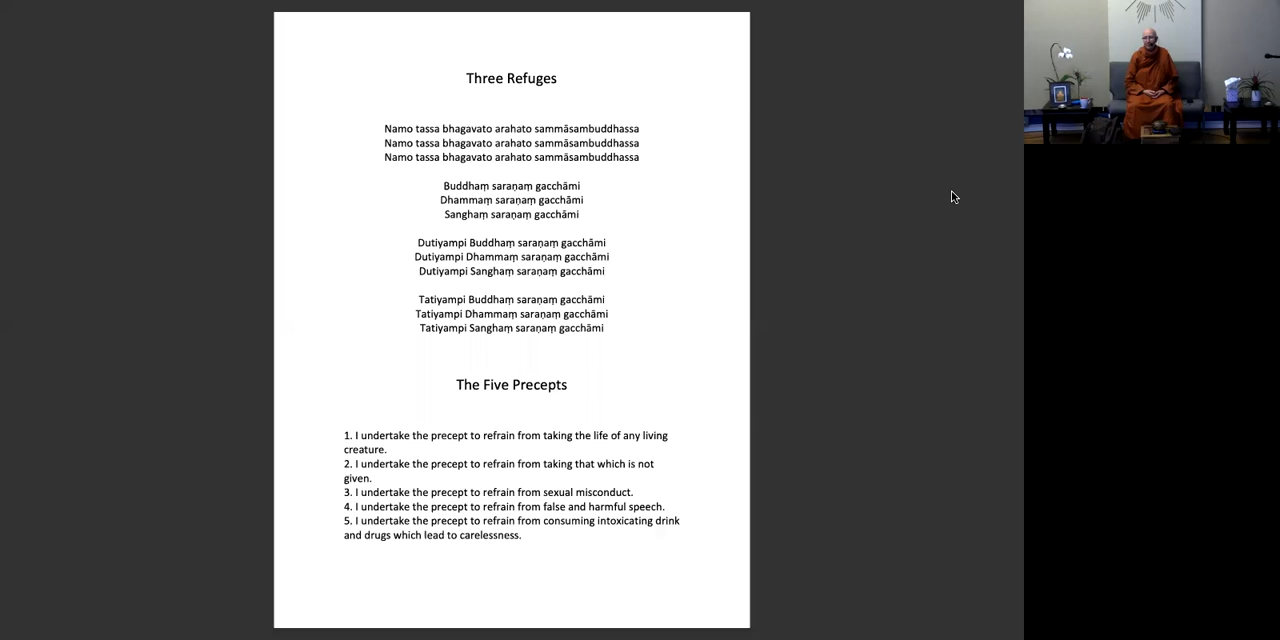 Three Refuges
Namo tassa bhagavato arahato sammāsambuddhassa
Namo tassa bhagavato arahato sammāsambuddhassa
Namo tassa bhagavato arahato sammāsambuddhassa
Buddhaṃ saraṇaṃ gacchāmi
Dhammaṃ saraṇaṃ gacchāmi
Sanghaṃ saraṇaṃ gacchāmi
Dutiyampi Buddhaṃ saraṇaṃ gacchāmi
Dutiyampi Dhammaṃ saraṇaṃ gacchāmi
Dutiyampi Sanghaṃ saraṇaṃ gacchāmi
Tatiyampi Buddhaṃ saraṇaṃ gacchāmi
Tatiyampi Dhammaṃ saraṇaṃ gacchāmi
Tatiyampi Sanghaṃ saraṇaṃ gacchāmi
The Five Precepts
1. I undertake the precept to refrain from taking the life of any living
creature.
2. I undertake the precept to refrain from taking that which is not
given.
3. I undertake the precept to refrain from sexual misconduct.
4. I undertake the precept to refrain from false and harmful speech.
5. I undertake the precept to refrain from consuming intoxicating drink
and drugs which lead to carelessness.